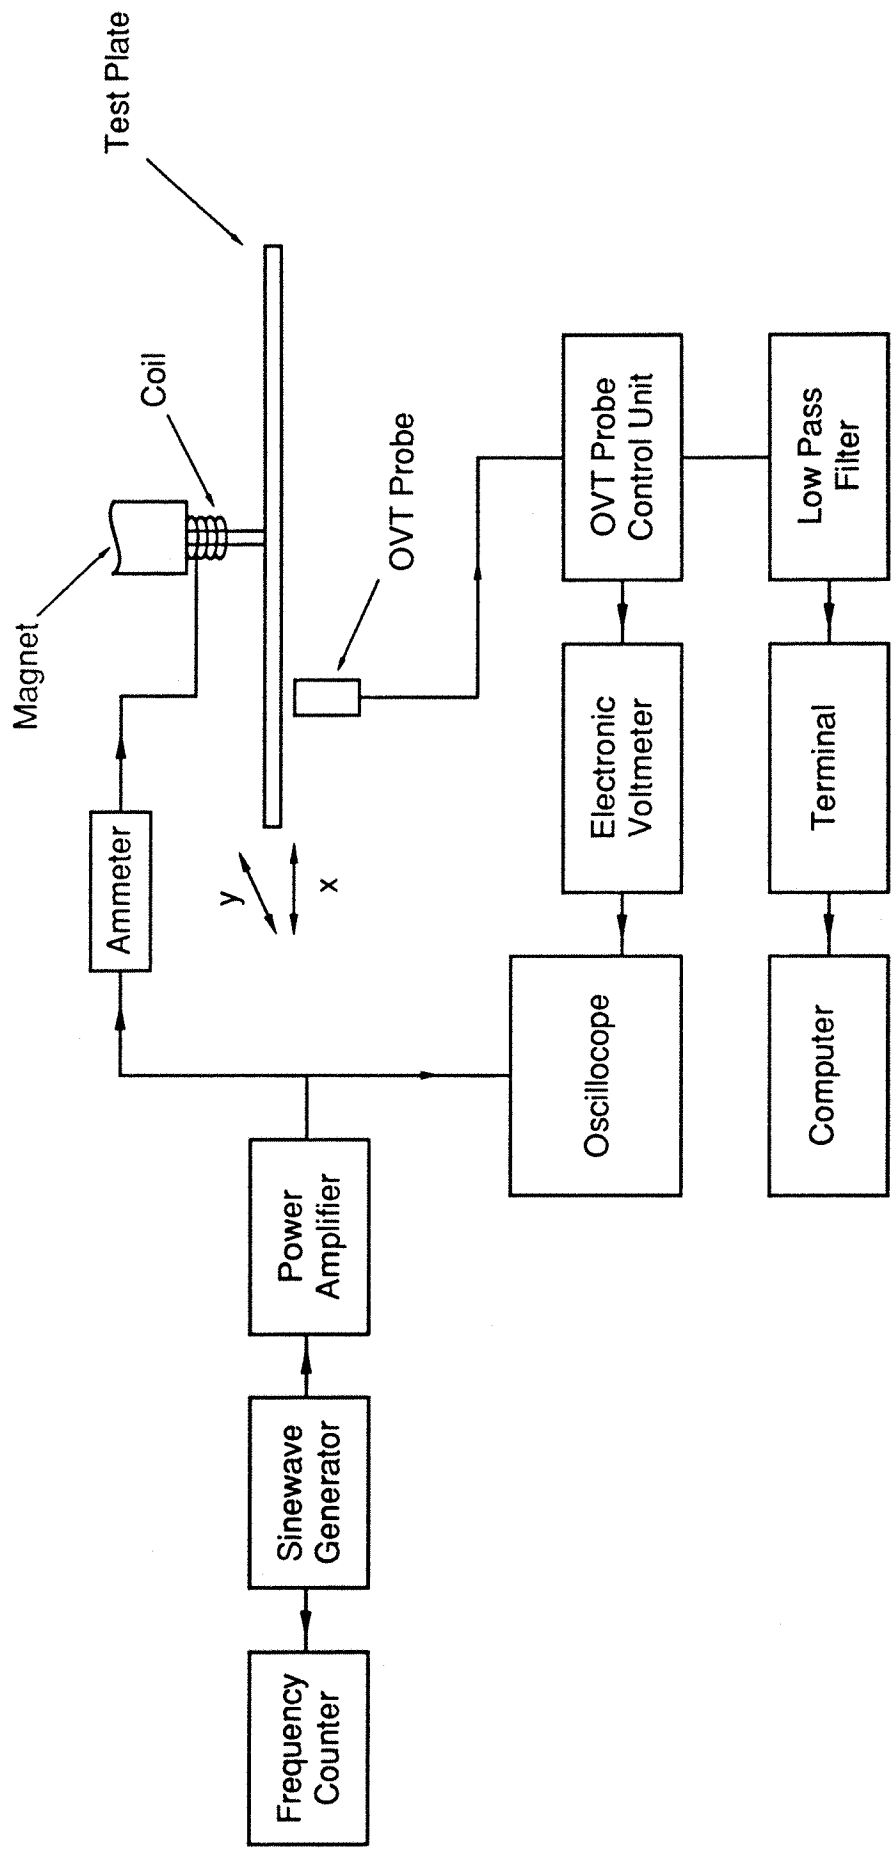 Magnet
Coil
Test Plate
Ammeter
y
x
OVT Probe
Frequency
Counter
Sinewave
Generator
Power
Amplifier
Oscillocope
Electronic
Voltmeter
OVT Probe
Control Unit
Computer
Terminal
Low Pass
Filter